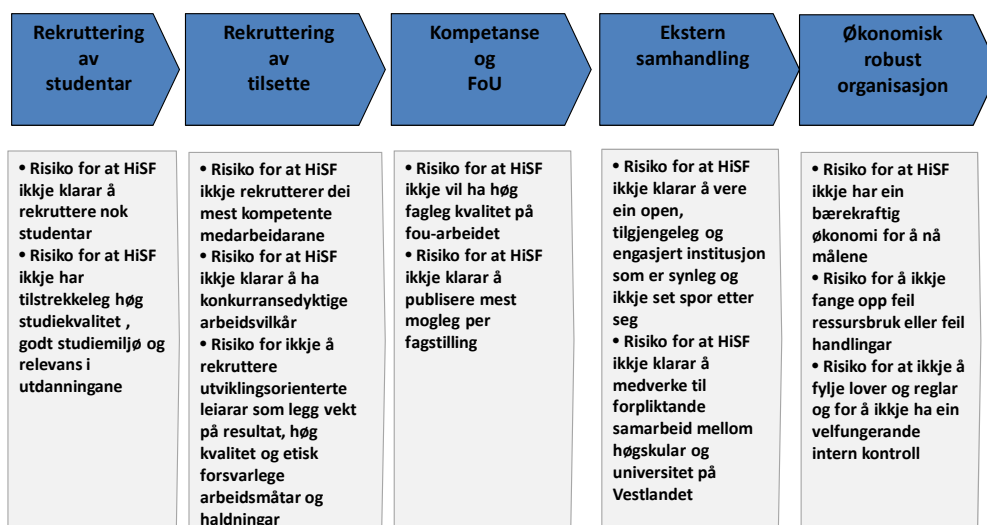 Rekruttering
av
studentar
Rekruttering
av
tilsette
Kompetanse
og
FoU
Ekstern
samhandling
Økonomisk
robust
organisasjon
• Risiko for at HiSF
ikkje klarar å
rekruttere nok
studentar
• Risiko for at HiSF
ikkje har
tilstrekkeleg høg
studiekvalitet ,
godt studiemiljø og
relevans i
utdanningane
• Risiko for at HiSF
ikkje rekrutterer dei
mest kompetente
medarbeidarane
• Risiko for at HiSF
ikkje klarar å ha
konkurransedyktige
arbeidsvilkår
• Risiko for ikkje å
rekruttere
utviklingsorienterte
leiarar som legg vekt
på resultat, høg
kvalitet og etisk
forsvarlege
arbeidsmåtar og
haldningar
• Risiko for at HiSF
ikkje vil ha høg
fagleg kvalitet på
fou-arbeidet
• Risiko for at HiSF
ikkje klarar å
publisere mest
mogleg per
fagstilling
• Risiko for at HiSF
ikkje klarar å vere
ein open,
tilgjengeleg og
engasjert institusjon
som er synleg og
ikkje set spor etter
seg
• Risiko for at HiSF
ikkje klarar å
medverke til
forpliktande
samarbeid mellom
høgskular og
universitet på
Vestlandet
• Risiko for at HiSF
ikkje har ein
bærekraftig
økonomi for å nå
målene
• Risiko for å ikkje
fange opp feil
ressursbruk eller feil
handlingar
• Risiko for at ikkje å
fylje lover og reglar
og for å ikkje ha ein
velfungerande
intern kontroll